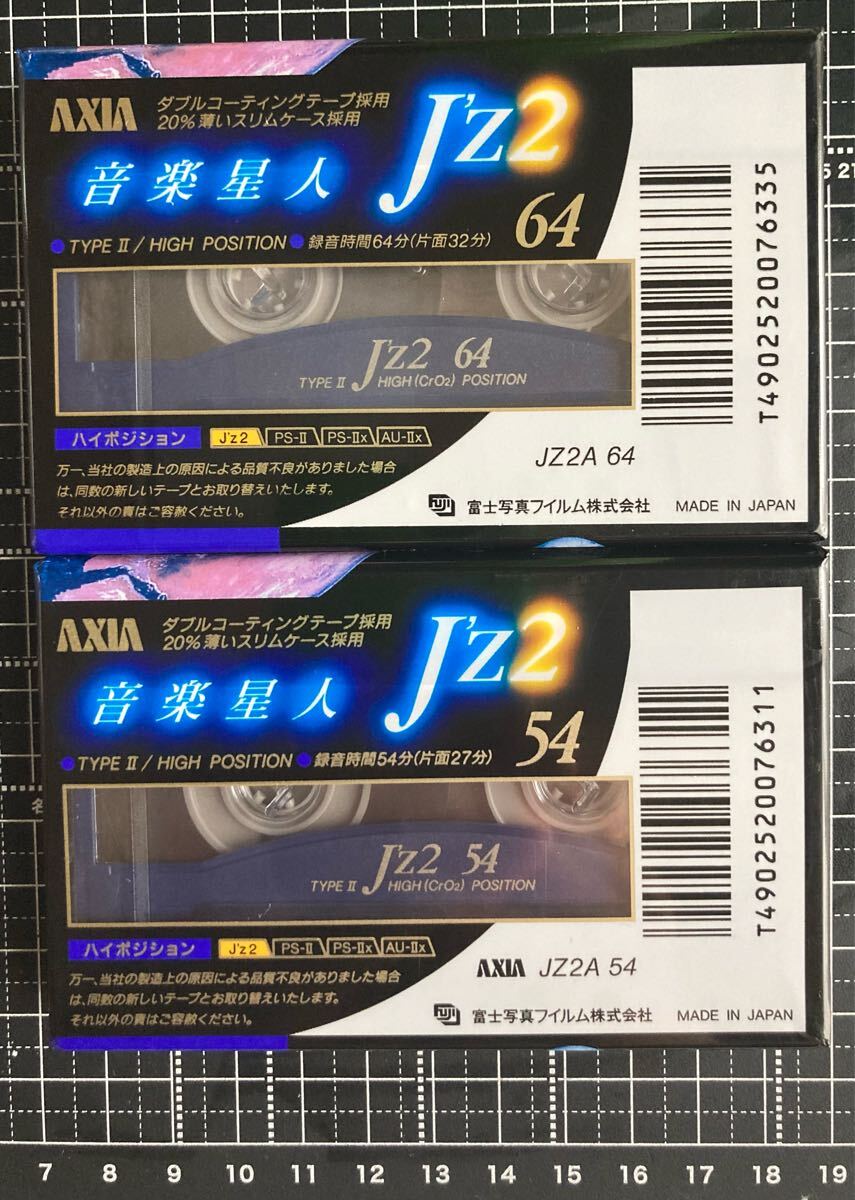 AXIA
ダブルコーティングテープ採用
20%薄いスリムケース採用
音楽星人 J'z2
64
TYPE II / HIGH POSITION ● 録音時間64分(片面32分)
J'z2 64
TYPE II HIGH (CrO2) POSITION
ハイポジション J'z2 PS-II PS-IIx AU-IIx
万一、当社の製造上の原因による品質不良がありました場合
は、同数の新しいテープとお取り替えいたします。
それ以外の責はご容赦ください。
T4902520076335
JZ2A 64
FUJI 富士写真フイルム株式会社 MADE IN JAPAN
AXIA
ダブルコーティングテープ採用
20%薄いスリムケース採用
音楽星人 J'z2
54
TYPE II / HIGH POSITION ● 録音時間54分(片面27分)
J'z2 54
TYPE II HIGH (CrO2) POSITION
ハイポジション J'z2 PS-II PS-IIx AU-IIx
万一、当社の製造上の原因による品質不良がありました場合
は、同数の新しいテープとお取り替えいたします。
それ以外の責はご容赦ください。
T4902520076311
AXIA JZ2A 54
FUJI 富士写真フイルム株式会社 MADE IN JAPAN
7 8 9 10 11 12 13 14 15 16 17 18 19